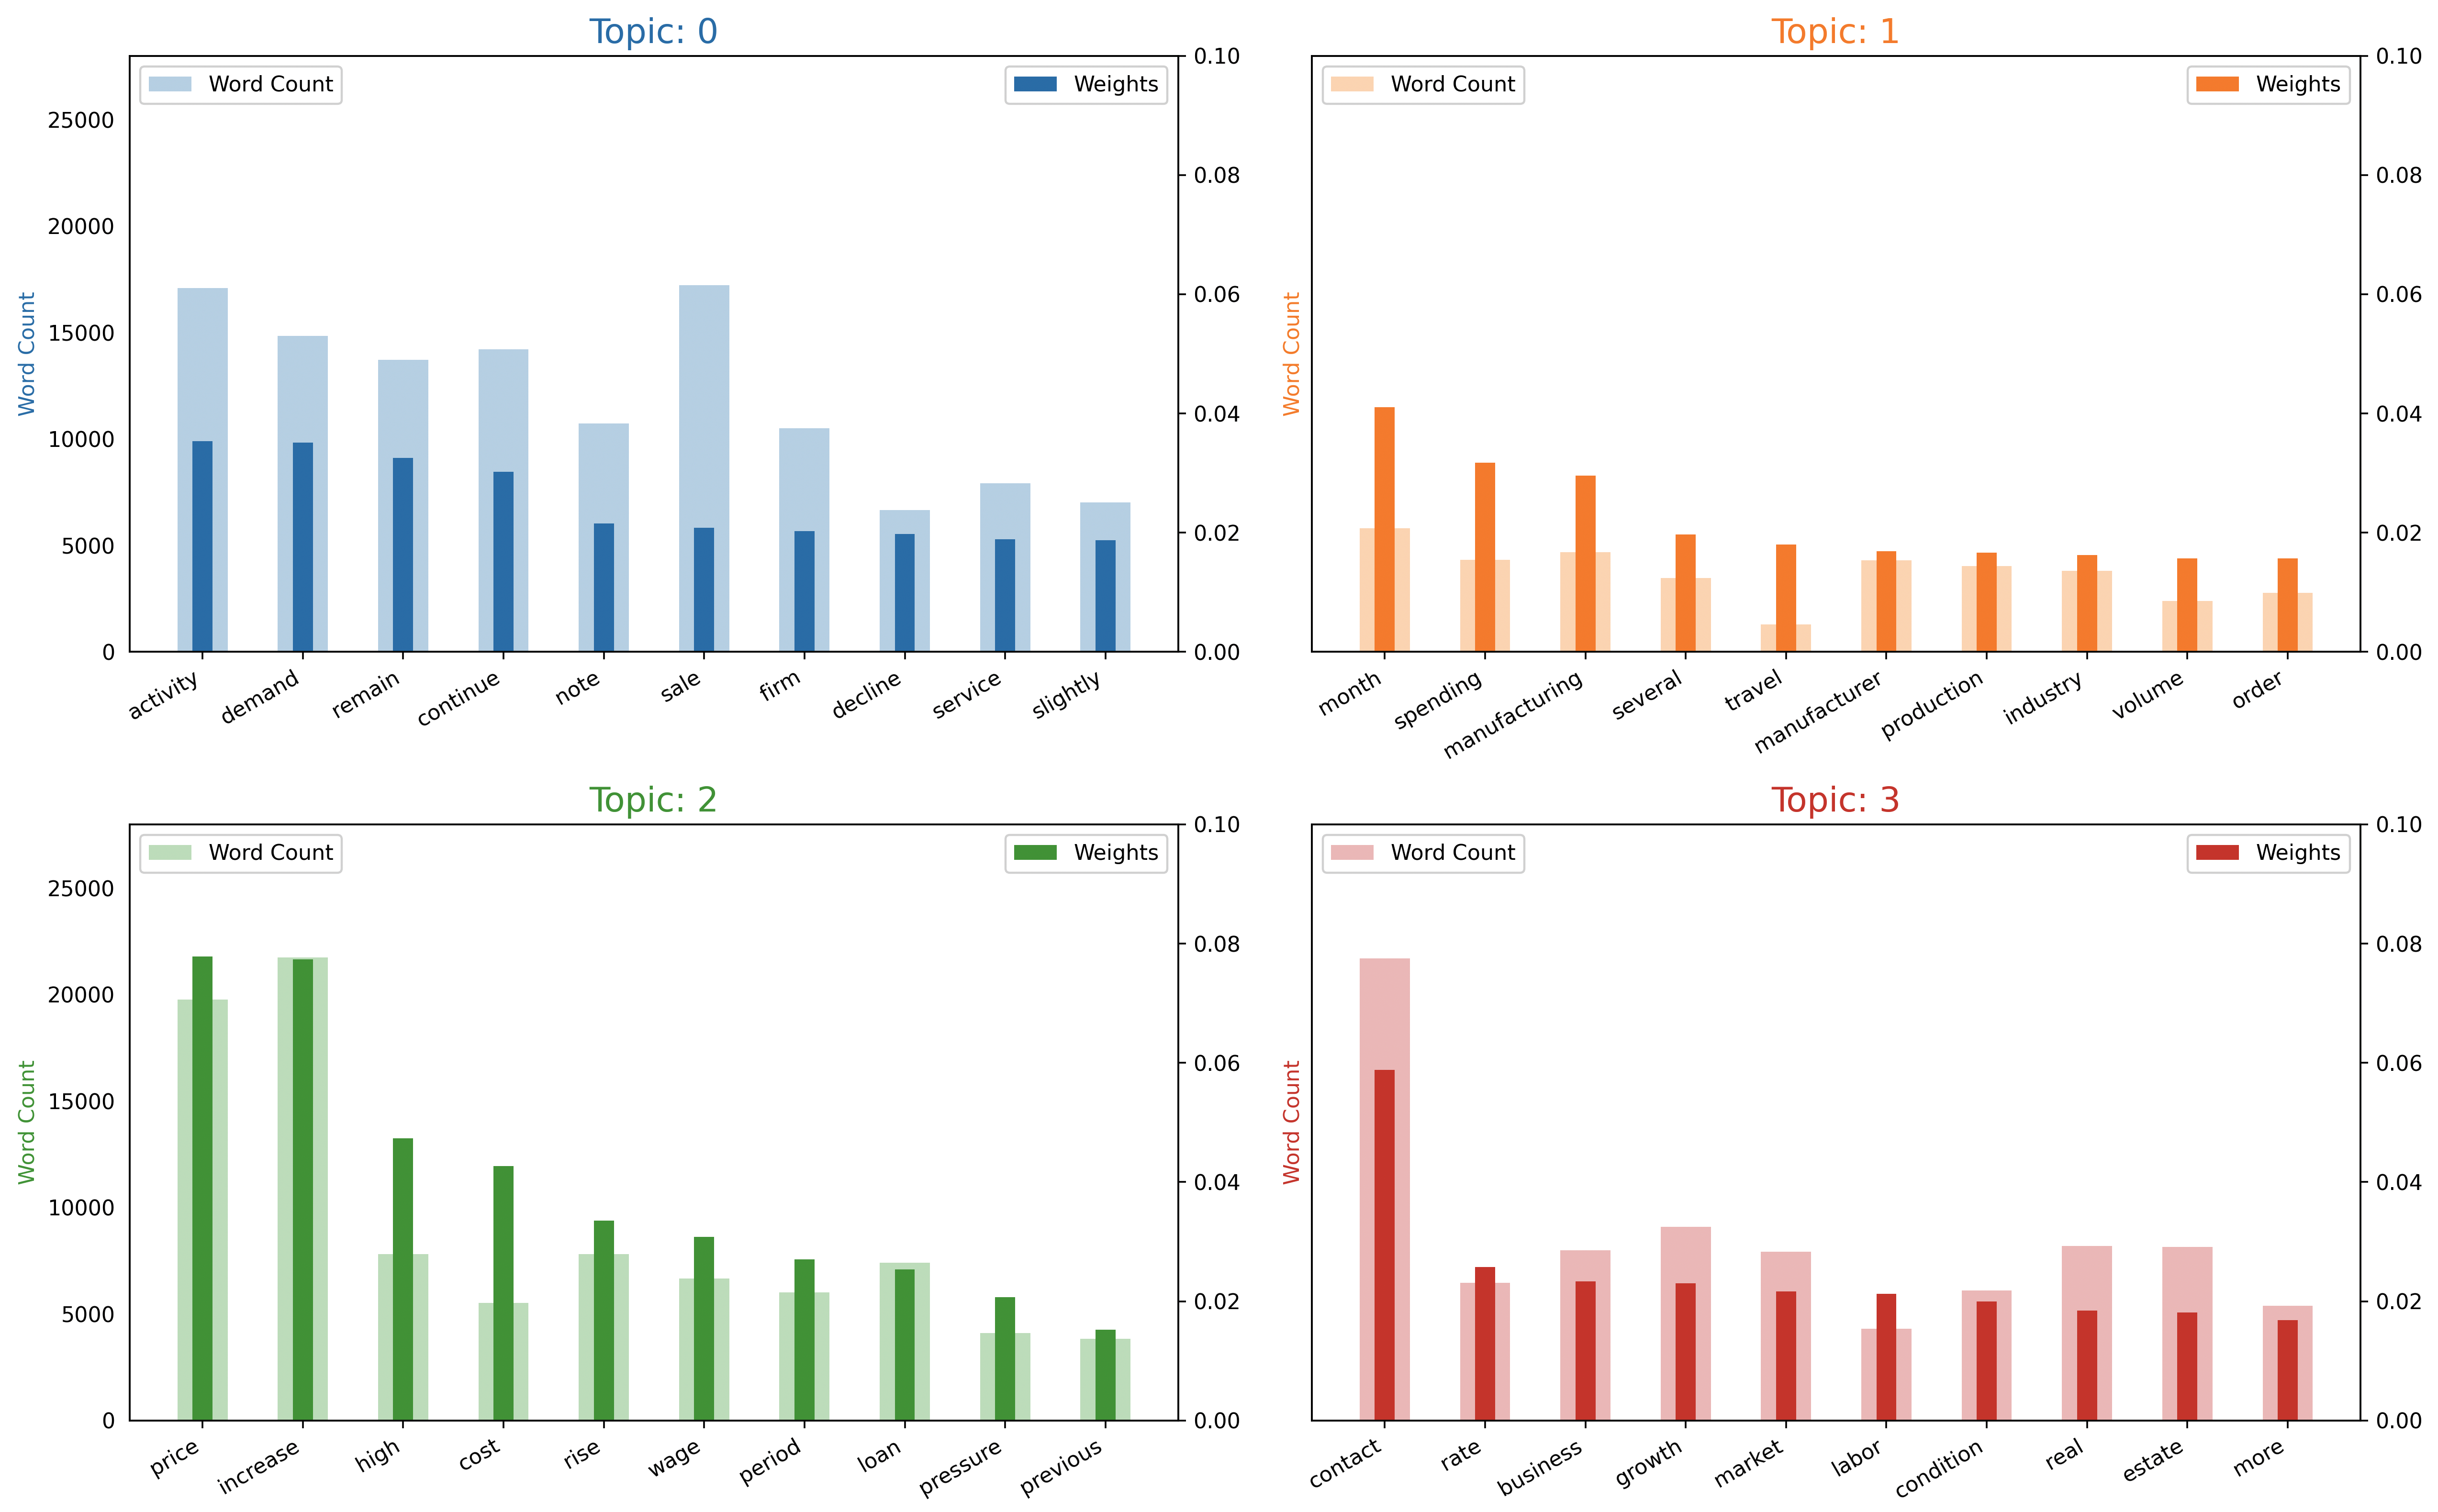 Topic: 0
Word Count
Weights
Word Count
25000
20000
15000
10000
5000
0
0.10
0.08
0.06
0.04
0.02
0.00
activity
demand
remain
continue
note
sale
firm
decline
service
slightly
Topic: 1
Word Count
Weights
Word Count
0.10
0.08
0.06
0.04
0.02
0.00
month
spending
manufacturing
several
travel
manufacturer
production
industry
volume
order
Topic: 2
Word Count
Weights
Word Count
25000
20000
15000
10000
5000
0
0.10
0.08
0.06
0.04
0.02
0.00
price
increase
high
cost
rise
wage
period
loan
pressure
previous
Topic: 3
Word Count
Weights
Word Count
0.10
0.08
0.06
0.04
0.02
0.00
contact
rate
business
growth
market
labor
condition
real
estate
more